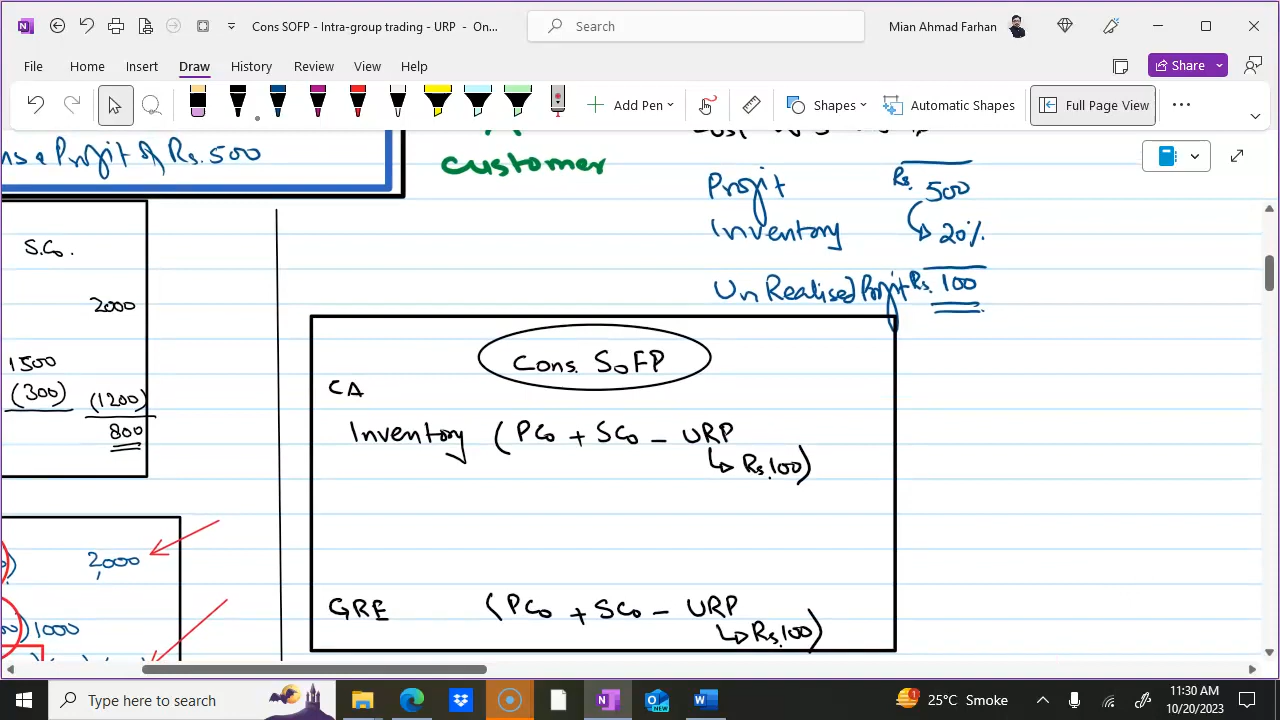 Cons SOFP - Intra-group trading - URP - On...
Search
Mian Ahmad Farhan
File Home Insert Draw History Review View Help
Share
Add Pen
Shapes
Automatic Shapes
Full Page View
ns a Profit of Rs.500
customer
Profit Rs. 500
Inventory 20%
UnRealised Profit Rs. 100
S.Co.
2000
1500
(300) (1200)
800
Cons. SoFP
CA
Inventory (PCo + SCo - URP
Rs.100)
2,000
1000
GRE (PCo + SCo - URP
Rs.100)
Type here to search
1
25°C Smoke
11:30 AM
10/20/2023